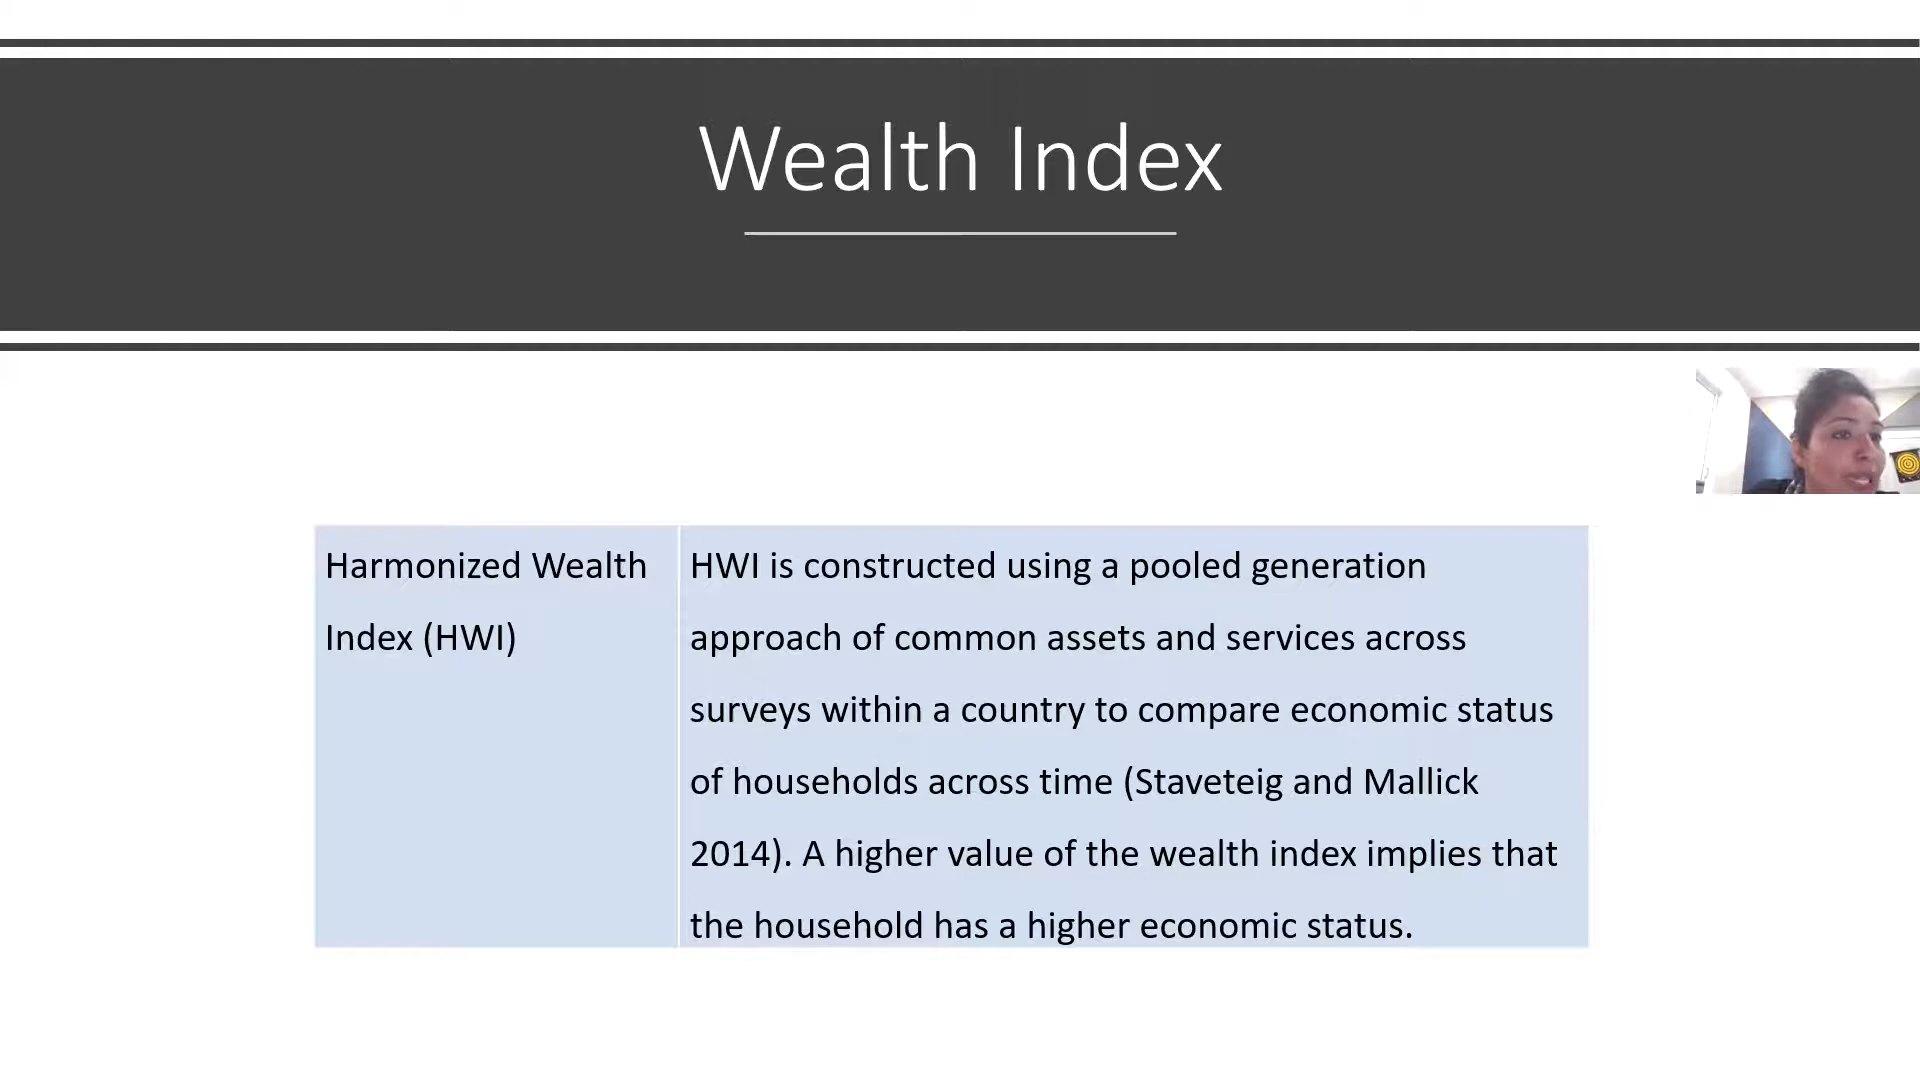 Wealth Index
Harmonized Wealth
Index (HWI)
HWI is constructed using a pooled generation
approach of common assets and services across
surveys within a country to compare economic status
of households across time (Staveteig and Mallick
2014). A higher value of the wealth index implies that
the household has a higher economic status.